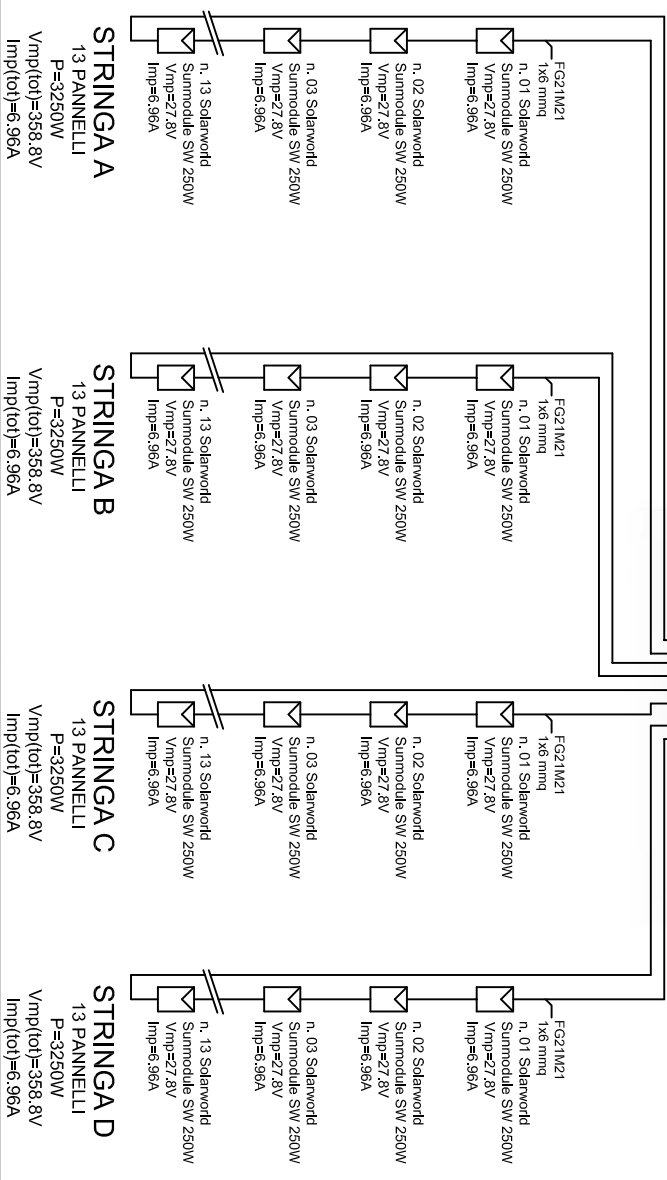 FG21M21
1x6 mmq
n. 01 Solarworld
Sunmodule SW 250W
Vmp=27.8V
Imp=6.96A
n. 02 Solarworld
Sunmodule SW 250W
Vmp=27.8V
Imp=6.96A
n. 03 Solarworld
Sunmodule SW 250W
Vmp=27.8V
Imp=6.96A
n. 13 Solarworld
Sunmodule SW 250W
Vmp=27.8V
Imp=6.96A
STRINGA A
13 PANNELLI
P=3250W
Vmp(tot)=358.8V
Imp(tot)=6.96A
FG21M21
1x6 mmq
n. 01 Solarworld
Sunmodule SW 250W
Vmp=27.8V
Imp=6.96A
n. 02 Solarworld
Sunmodule SW 250W
Vmp=27.8V
Imp=6.96A
n. 03 Solarworld
Sunmodule SW 250W
Vmp=27.8V
Imp=6.96A
n. 13 Solarworld
Sunmodule SW 250W
Vmp=27.8V
Imp=6.96A
STRINGA B
13 PANNELLI
P=3250W
Vmp(tot)=358.8V
Imp(tot)=6.96A
FG21M21
1x6 mmq
n. 01 Solarworld
Sunmodule SW 250W
Vmp=27.8V
Imp=6.96A
n. 02 Solarworld
Sunmodule SW 250W
Vmp=27.8V
Imp=6.96A
n. 03 Solarworld
Sunmodule SW 250W
Vmp=27.8V
Imp=6.96A
n. 13 Solarworld
Sunmodule SW 250W
Vmp=27.8V
Imp=6.96A
STRINGA C
13 PANNELLI
P=3250W
Vmp(tot)=358.8V
Imp(tot)=6.96A
FG21M21
1x6 mmq
n. 01 Solarworld
Sunmodule SW 250W
Vmp=27.8V
Imp=6.96A
n. 02 Solarworld
Sunmodule SW 250W
Vmp=27.8V
Imp=6.96A
n. 03 Solarworld
Sunmodule SW 250W
Vmp=27.8V
Imp=6.96A
n. 13 Solarworld
Sunmodule SW 250W
Vmp=27.8V
Imp=6.96A
STRINGA D
13 PANNELLI
P=3250W
Vmp(tot)=358.8V
Imp(tot)=6.96A